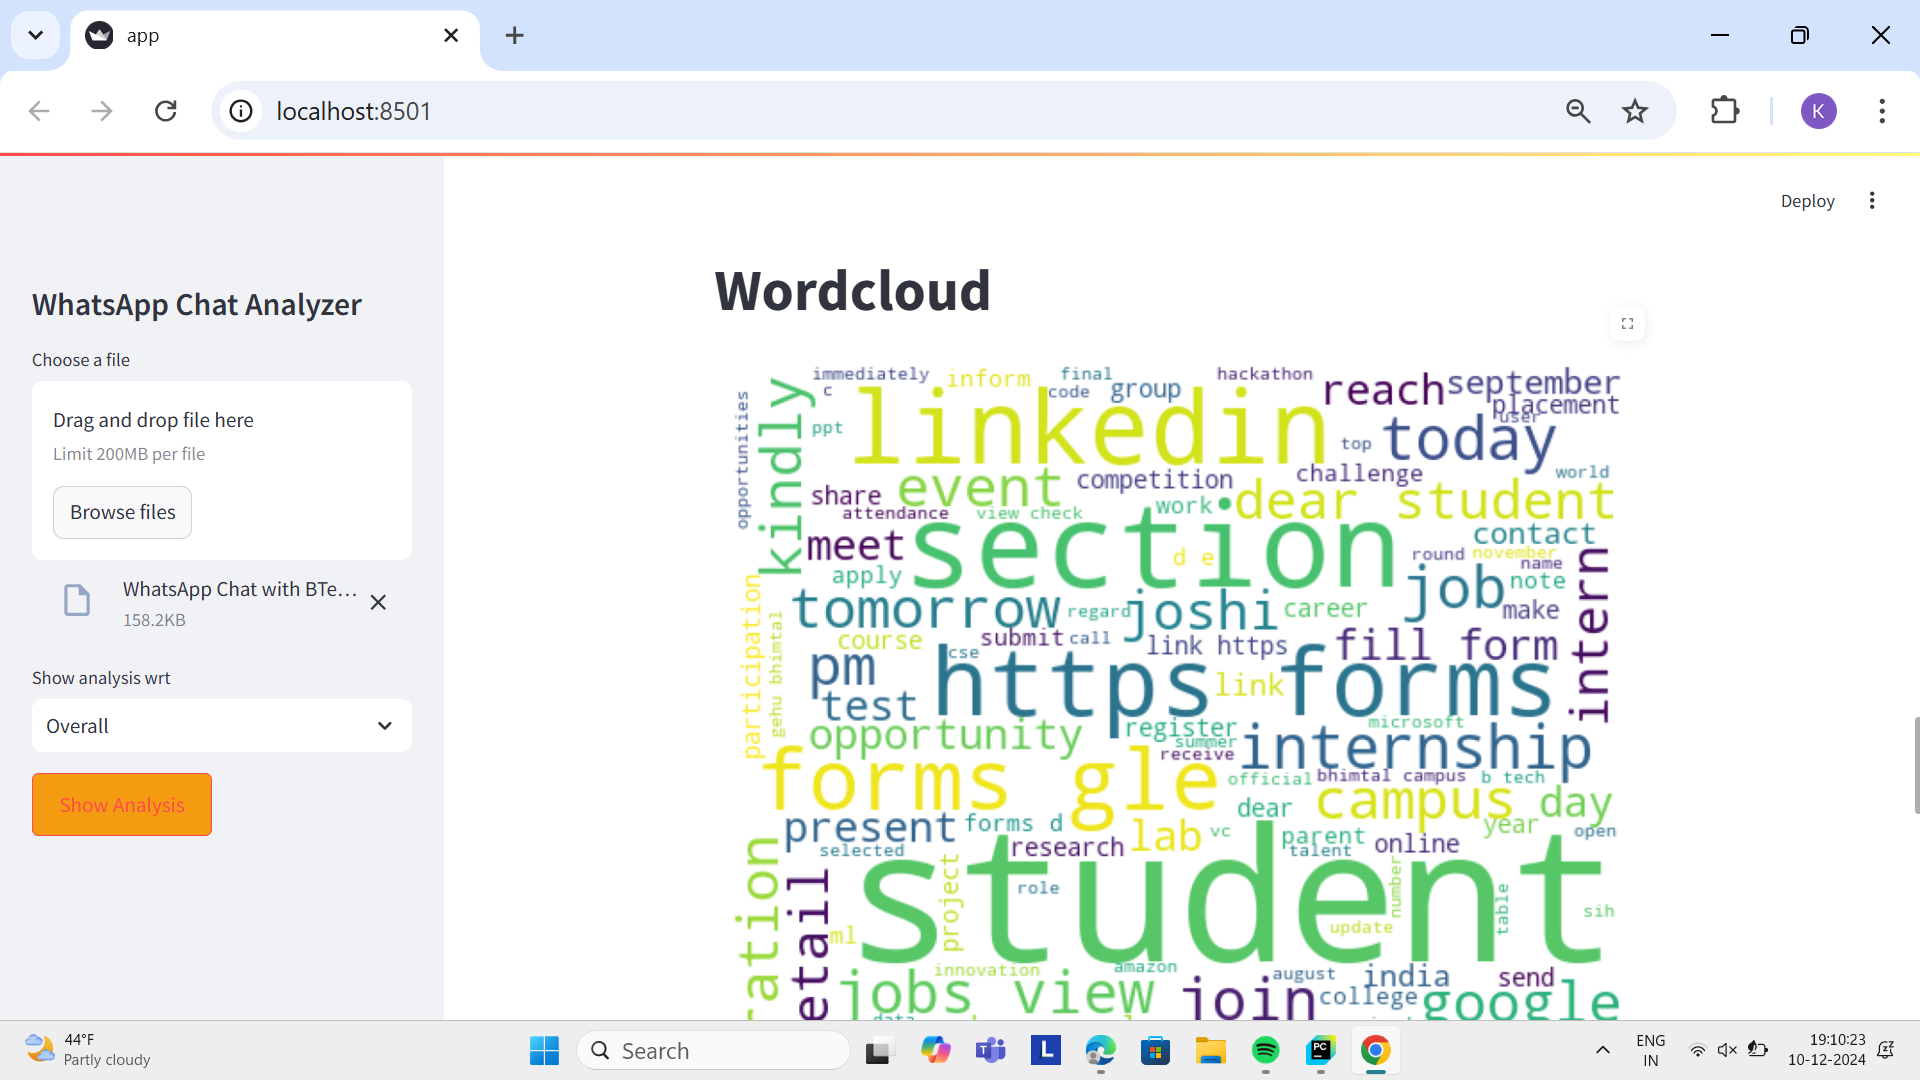 app
localhost:8501
K
Deploy
WhatsApp Chat Analyzer
Choose a file
Drag and drop file here
Limit 200MB per file
Browse files
WhatsApp Chat with BTe...
158.2KB
Show analysis wrt
Overall
Show Analysis
Wordcloud
immediately
inform
final
hackathon
reach
september
c
code
group
placement
opportunities
kindly
linkedin
user
ppt
top
today
share
event
competition
challenge
world
attendance
view check
work
dear student
meet
section
contact
d e
round
november
name
apply
job
note
intern
tomorrow
regard
joshi
career
make
participation
gehu bhimtal
course
submit
call
link https
fill form
pm
cse
https forms
link
test
opportunity
register
microsoft
summer
internship
receive
forms gle
official
bhimtal campus
b tech
dear
campus
day
present
forms d
lab
vc
parent
year
open
selected
research
talent
online
ration
etail
student
project
role
number
table
sih
ml
update
innovation
amazon
august
india
send
jobs view
join
college
google
data
44°F
Partly cloudy
Search
L
PC
ENG
IN
19:10:23
10-12-2024